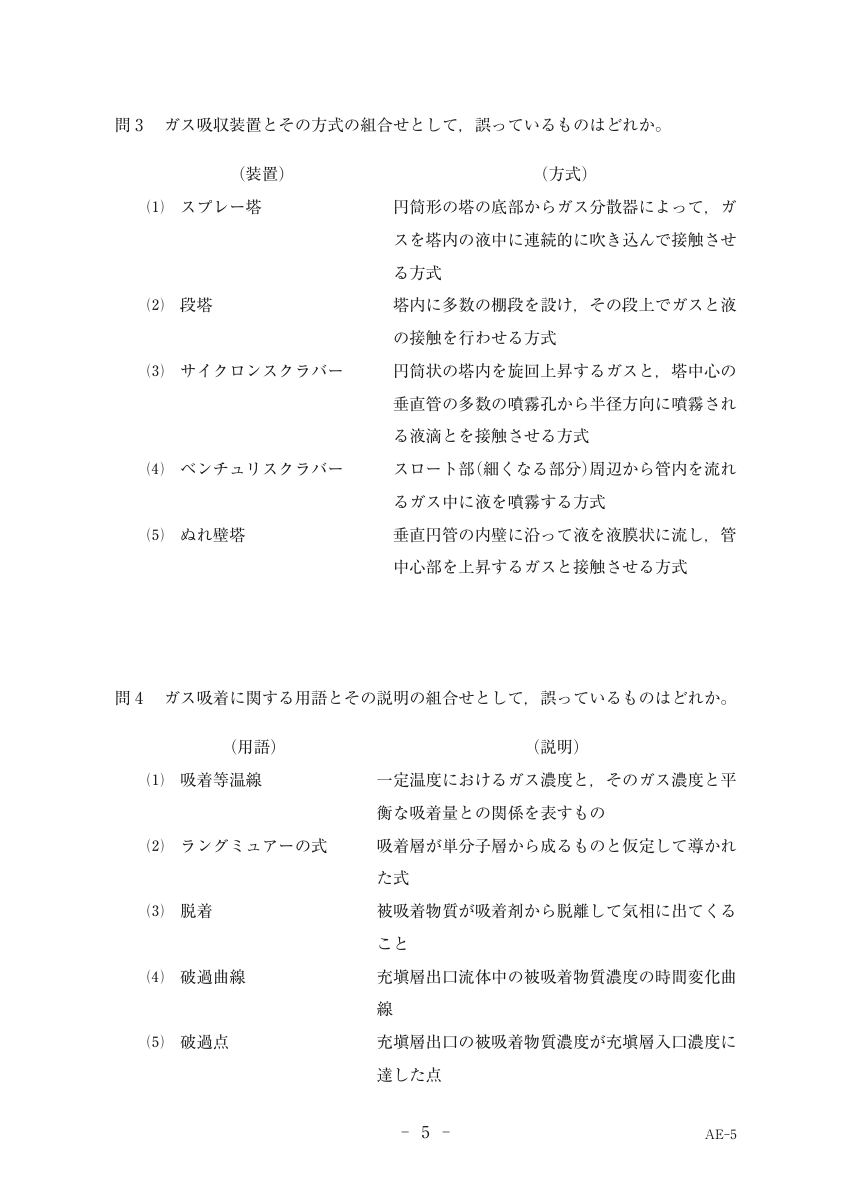 問3　ガス吸収装置とその方式の組合せとして，誤っているものはどれか。
（装置）　（方式）
⑴　スプレー塔　円筒形の塔の底部からガス分散器によって，ガ
スを塔内の液中に連続的に吹き込んで接触させ
る方式
⑵　段塔　塔内に多数の棚段を設け，その段上でガスと液
の接触を行わせる方式
⑶　サイクロンスクラバー　円筒状の塔内を旋回上昇するガスと，塔中心の
垂直管の多数の噴霧孔から半径方向に噴霧され
る液滴とを接触させる方式
⑷　ベンチュリスクラバー　スロート部(細くなる部分)周辺から管内を流れ
るガス中に液を噴霧する方式
⑸　ぬれ壁塔　垂直円管の内壁に沿って液を液膜状に流し，管
中心部を上昇するガスと接触させる方式
問4　ガス吸着に関する用語とその説明の組合せとして，誤っているものはどれか。
（用語）　（説明）
⑴　吸着等温線　一定温度におけるガス濃度と，そのガス濃度と平
衡な吸着量との関係を表すもの
⑵　ラングミュアーの式　吸着層が単分子層から成るものと仮定して導かれ
た式
⑶　脱着　被吸着物質が吸着剤から脱離して気相に出てくる
こと
⑷　破過曲線　充塡層出口流体中の被吸着物質濃度の時間変化曲
線
⑸　破過点　充塡層出口の被吸着物質濃度が充塡層入口濃度に
達した点
－ 5 －　AE-5